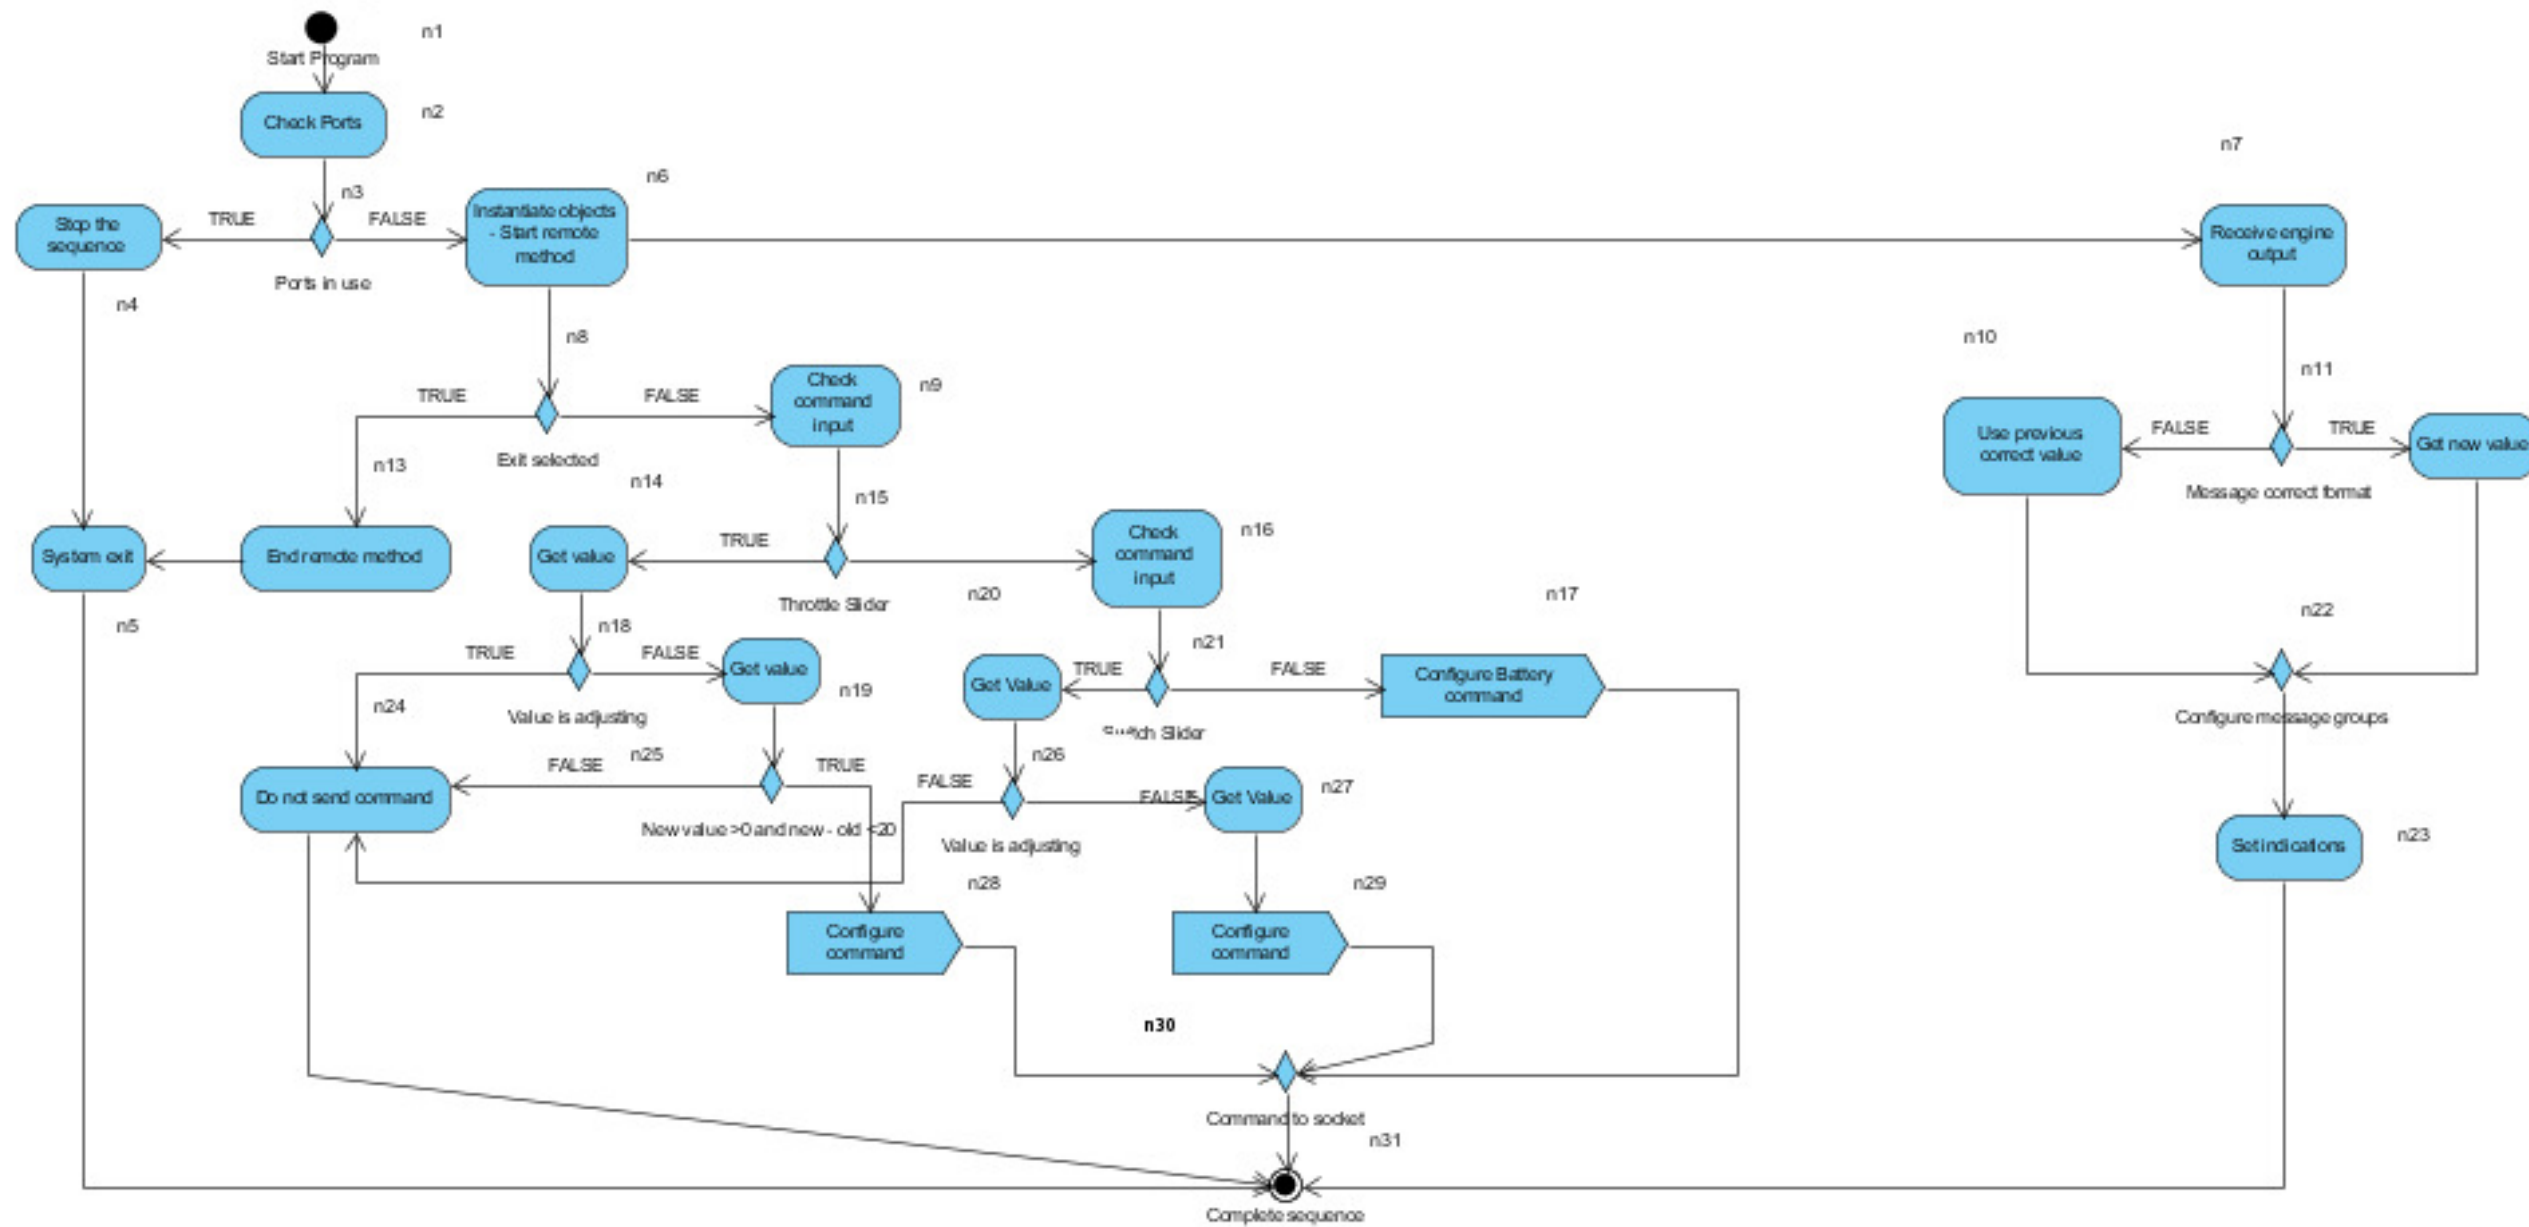 n1
Start Program
Check Ports
n2
n7
n3
n6
Stop the
sequence
TRUE
FALSE
Instantiate objects
- Start remote
method
Receive engine
output
Ports in use
n4
n8
n10
n11
TRUE
FALSE
Check
command
input
n9
Use previous
correct value
FALSE
TRUE
Get new value
Exit selected
n13
n14
n15
Message correct format
System exit
End remote method
Get value
TRUE
Check
command
input
n16
Throttle Slider
n20
n17
n5
n18
n21
n22
TRUE
FALSE
Get value
n19
Get Value
TRUE
FALSE
Configure Battery
command
n24
Value is adjusting
Slider
Configure message groups
n25
n26
Do not send command
FALSE
TRUE
FALSE
FALSE
Get Value
n27
New value >0 and new - old <20
Value is adjusting
Set indications
n23
n28
n29
Configure
command
Configure
command
n30
Command to socket
n31
Complete sequence